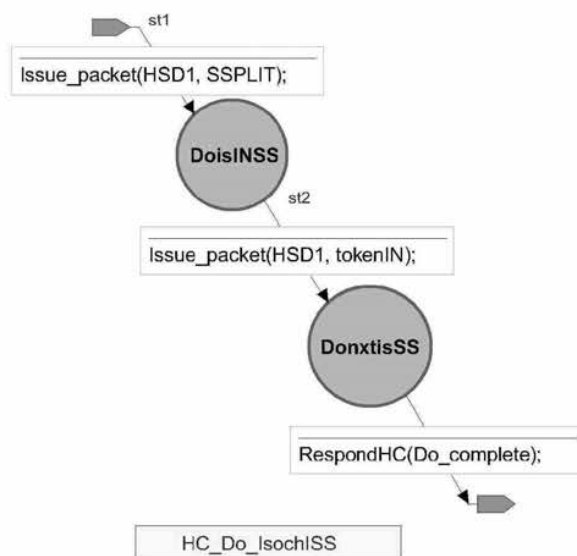 st1
Issue_packet(HSD1, SSPLIT);
DoisINSS
st2
Issue_packet(HSD1, tokenIN);
DonxtisSS
RespondHC(Do_complete);
HC_Do_IsochISS